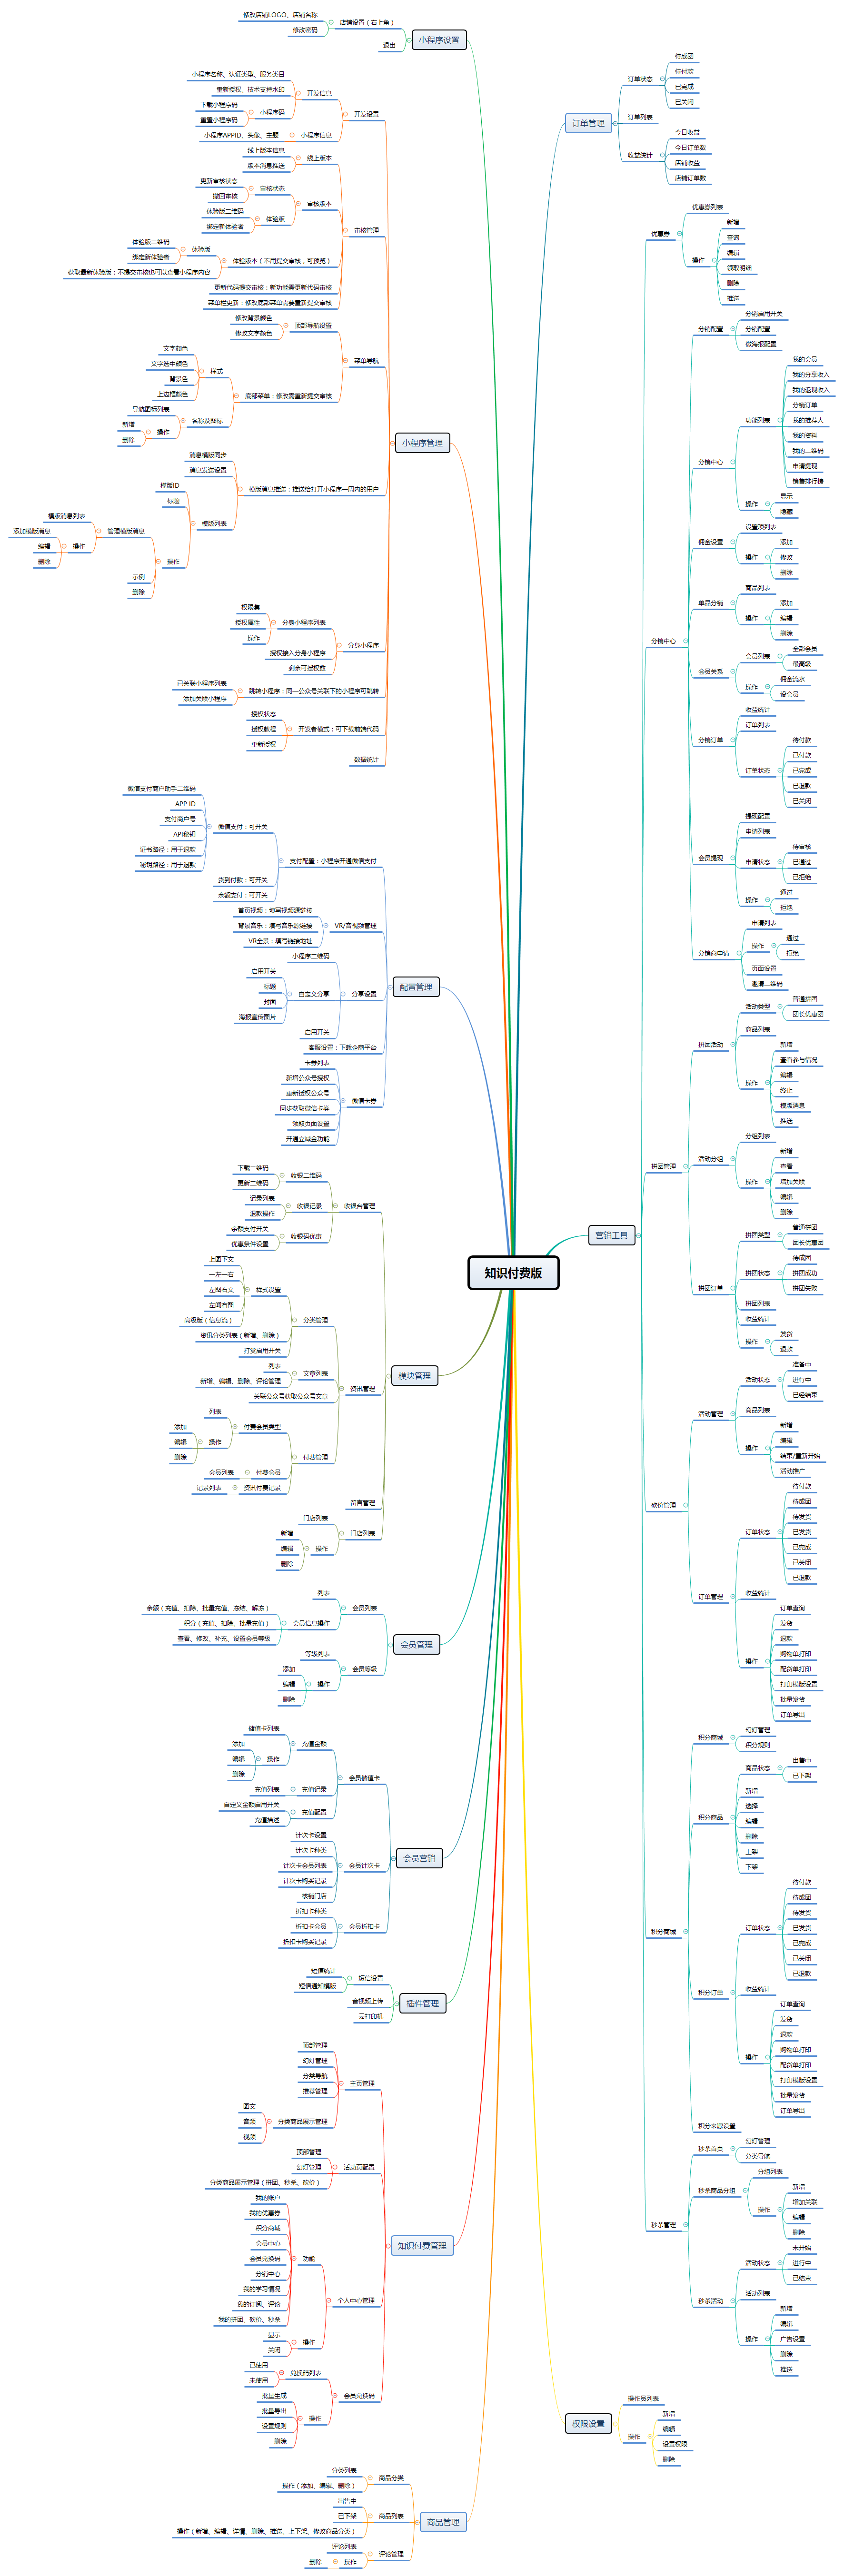 知识付费版
小程序设置
店铺设置（右上角）
修改店铺LOGO、店铺名称
修改密码
退出
小程序管理
开发设置
开发信息
小程序名称、认证类型、服务类目
重新授权、技术支持水印
小程序码
下载小程序码
重置小程序码
小程序信息
小程序APPID、头像、主题
审核管理
线上版本
线上版本信息
版本消息推送
审核版本
审核状态
更新审核状态
撤回审核
体验版
体验版二维码
绑定新体验者
体验版本（不用提交审核，可预览）
体验版
体验版二维码
绑定新体验者
获取最新体验版：不提交审核也可以查看小程序内容
更新代码提交审核：新功能需更新代码审核
菜单栏更新：修改底部菜单需要重新提交审核
菜单导航
顶部导航设置
修改背景颜色
修改文字颜色
底部菜单：修改需重新提交审核
样式
文字颜色
文字选中颜色
背景色
上边框颜色
名称及图标
导航图标列表
操作
新增
删除
模版消息推送：推送给打开小程序一周内的用户
消息模版同步
消息发送设置
模版列表
模版ID
标题
操作
管理模版消息
模版消息列表
操作
添加模版消息
编辑
删除
示例
删除
分身小程序
分身小程序列表
权限集
授权属性
操作
授权接入分身小程序
剩余可授权数
跳转小程序：同一公众号关联下的小程序可跳转
已关联小程序列表
添加关联小程序
开发者模式：可下载前端代码
授权状态
授权教程
重新授权
数据统计
配置管理
支付配置：小程序开通微信支付
微信支付：可开关
微信支付商户助手二维码
APP ID
支付商户号
API秘钥
证书路径：用于退款
秘钥路径：用于退款
货到付款：可开关
余额支付：可开关
VR/音视频管理
首页视频：填写视频源链接
背景音乐：填写音乐源链接
VR全景：填写链接地址
分享设置
小程序二维码
自定义分享
启用开关
标题
封面
海报宣传图片
启用开关
客服设置：下载企商平台
微信卡券
卡券列表
新增公众号授权
重新授权公众号
同步获取微信卡券
领取页面设置
开通立减金功能
模块管理
收银台管理
收银二维码
下载二维码
更新二维码
收银记录
记录列表
退款操作
收银码优惠
余额支付开关
优惠条件设置
资讯管理
分类管理
样式设置
上图下文
一左一右
左图右文
左阐右图
高级版（信息流）
资讯分类列表（新增、删除）
打赏启用开关
文章列表
列表
新增、编辑、删除、评论管理
关联公众号获取公众号文章
付费管理
付费会员类型
列表
操作
添加
编辑
删除
付费会员
会员列表
资讯付费记录
记录列表
留言管理
门店列表
门店列表
操作
新增
编辑
删除
会员管理
会员列表
列表
会员信息操作
余额（充值、扣除、批量充值、冻结、解冻）
积分（充值、扣除、批量充值）
查看、修改、补充、设置会员等级
会员等级
等级列表
操作
添加
编辑
删除
会员营销
会员储值卡
充值金额
储值卡列表
操作
添加
编辑
删除
充值记录
充值列表
充值配置
自定义金额启用开关
充值描述
会员计次卡
计次卡设置
计次卡种类
计次卡会员列表
计次卡购买记录
核销门店
会员折扣卡
折扣卡种类
折扣卡会员
折扣卡购买记录
插件管理
短信设置
短信统计
短信通知模版
音视频上传
云打印机
知识付费管理
主页管理
顶部管理
幻灯管理
分类导航
推荐管理
分类商品展示管理
图文
音频
视频
活动页配置
顶部管理
幻灯管理
分类商品展示管理（拼团、秒杀、砍价）
个人中心管理
功能
我的账户
我的优惠券
积分商城
会员中心
会员兑换码
分销中心
我的学习情况
我的订阅、评论
我的拼团、砍价、秒杀
操作
显示
关闭
会员兑换码
兑换码列表
已使用
未使用
操作
批量生成
批量导出
设置规则
删除
商品管理
商品分类
分类列表
操作（添加、编辑、删除）
商品列表
出售中
已下架
操作（新增、编辑、详情、删除、推送、上下架、修改商品分类）
评论管理
评论列表
操作
删除
订单管理
订单状态
待成团
待付款
已完成
已关闭
订单列表
收益统计
今日收益
今日订单数
店铺收益
店铺订单数
营销工具
优惠券
优惠券列表
操作
新增
查询
编辑
领取明细
删除
推送
分销中心
分销配置
分销启用开关
分销配置
微海报配置
分销中心
功能列表
我的会员
我的分享收入
我的返现收入
分销订单
我的推荐人
我的资料
我的二维码
申请提现
销售排行榜
操作
显示
隐藏
佣金设置
设置项列表
操作
添加
修改
删除
单品分销
商品列表
操作
添加
编辑
删除
会员关系
会员列表
全部会员
最高级
操作
佣金流水
设会员
分销订单
收益统计
订单列表
订单状态
待付款
已付款
已完成
已退款
已关闭
会员提现
提现配置
申请列表
申请状态
待审核
已通过
已拒绝
操作
通过
拒绝
分销商申请
申请列表
操作
通过
拒绝
页面设置
邀请二维码
拼团管理
拼团活动
活动类型
普通拼团
团长优惠团
商品列表
操作
新增
查看参与情况
编辑
终止
模版消息
推送
活动分组
分组列表
操作
新增
查看
增加关联
编辑
删除
拼团订单
拼团类型
普通拼团
团长优惠团
拼团状态
待成团
拼团成功
拼团失败
拼团列表
收益统计
操作
发货
退款
砍价管理
活动管理
活动状态
准备中
进行中
已经结束
商品列表
操作
新增
编辑
结束/重新开始
活动推广
订单管理
订单状态
待付款
待成团
待发货
已发货
已完成
已关闭
已退款
收益统计
操作
订单查询
发货
退款
购物单打印
配货单打印
打印模版设置
批量发货
订单导出
积分商城
积分商城
幻灯管理
积分规则
积分商品
商品状态
出售中
已下架
新增
选择
编辑
删除
上架
下架
积分订单
订单状态
待付款
待成团
待发货
已发货
已完成
已关闭
已退款
收益统计
操作
订单查询
发货
退款
购物单打印
配货单打印
打印模版设置
批量发货
订单导出
积分来源设置
秒杀管理
秒杀首页
幻灯管理
分类导航
秒杀商品分组
分组列表
操作
新增
增加关联
编辑
删除
秒杀活动
活动状态
未开始
进行中
已结束
活动列表
操作
新增
编辑
广告设置
删除
推送
权限设置
操作员列表
操作
新增
编辑
设置权限
删除